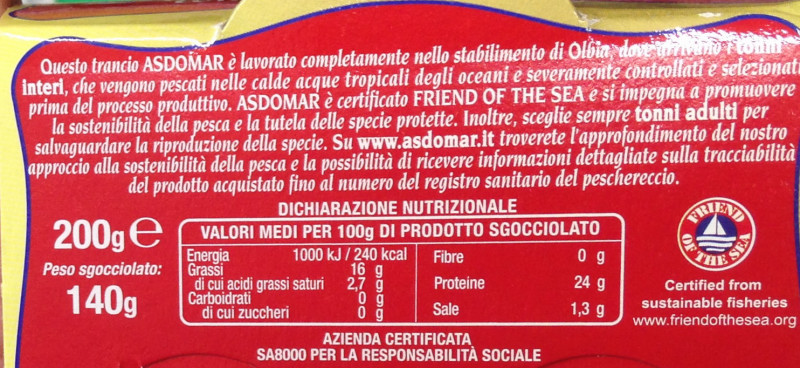 Questo trancio ASDOMAR è lavorato completamente nello stabilimento di Olbia, dove arrivano i tonni
interi, che vengono pescati nelle calde acque tropicali degli oceani e severamente controllati e selezionati
prima del processo produttivo. ASDOMAR è certificato FRIEND OF THE SEA e si impegna a promuovere
la sostenibilità della pesca e la tutela delle specie protette. Inoltre, sceglie sempre tonni adulti per
salvaguardare la riproduzione della specie. Su www.asdomar.it troverete l'approfondimento del nostro
approccio alla sostenibilità della pesca e la possibilità di ricevere informazioni dettagliate sulla tracciabilità
del prodotto acquistato fino al numero del registro sanitario del peschereccio.
DICHIARAZIONE NUTRIZIONALE
200g e
Peso sgocciolato:
140g
VALORI MEDI PER 100g DI PRODOTTO SGOCCIOLATO
Energia 1000 kJ / 240 kcal
Grassi 16 g
di cui acidi grassi saturi 2,7 g
Carboidrati 0 g
di cui zuccheri 0 g
Fibre 0 g
Proteine 24 g
Sale 1,3 g
FRIEND
OF THE SEA
Certified from
sustainable fisheries
www.friendofthesea.org
AZIENDA CERTIFICATA
SA8000 PER LA RESPONSABILITÀ SOCIALE